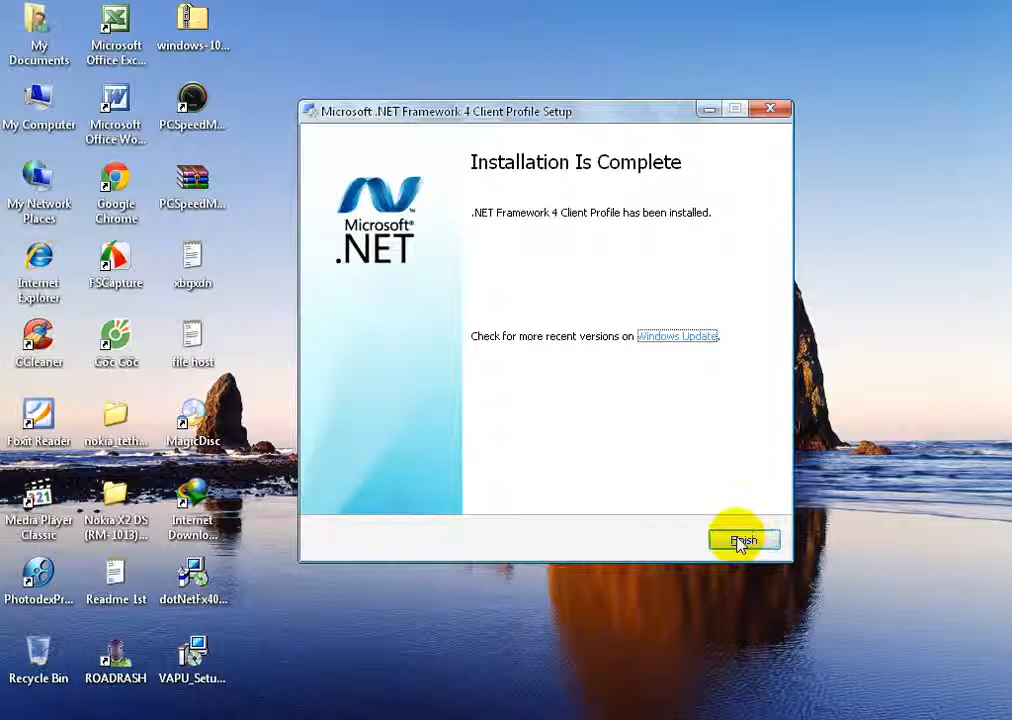 My
Documents
Microsoft
Office Exc...
windows-10...
My Computer
Microsoft
Office Wo...
PCSpeedM...
My Network
Places
Google
Chrome
PCSpeedM...
Internet
Explorer
FSCapture
xbgxdn
CCleaner
Cốc Cốc
file host
Foxit Reader
nokia_teth...
MagicDisc
321
Media Player
Classic
Nokia X2 DS
(RM-1013)...
Internet
Downlo...
PhotodexPr...
Readme 1st
dotNetFx40...
Recycle Bin
ROADRASH
VAPU_Setu...
Microsoft .NET Framework 4 Client Profile Setup
Microsoft®
.NET
Installation Is Complete
.NET Framework 4 Client Profile has been installed.
Check for more recent versions on Windows Update.
Finish